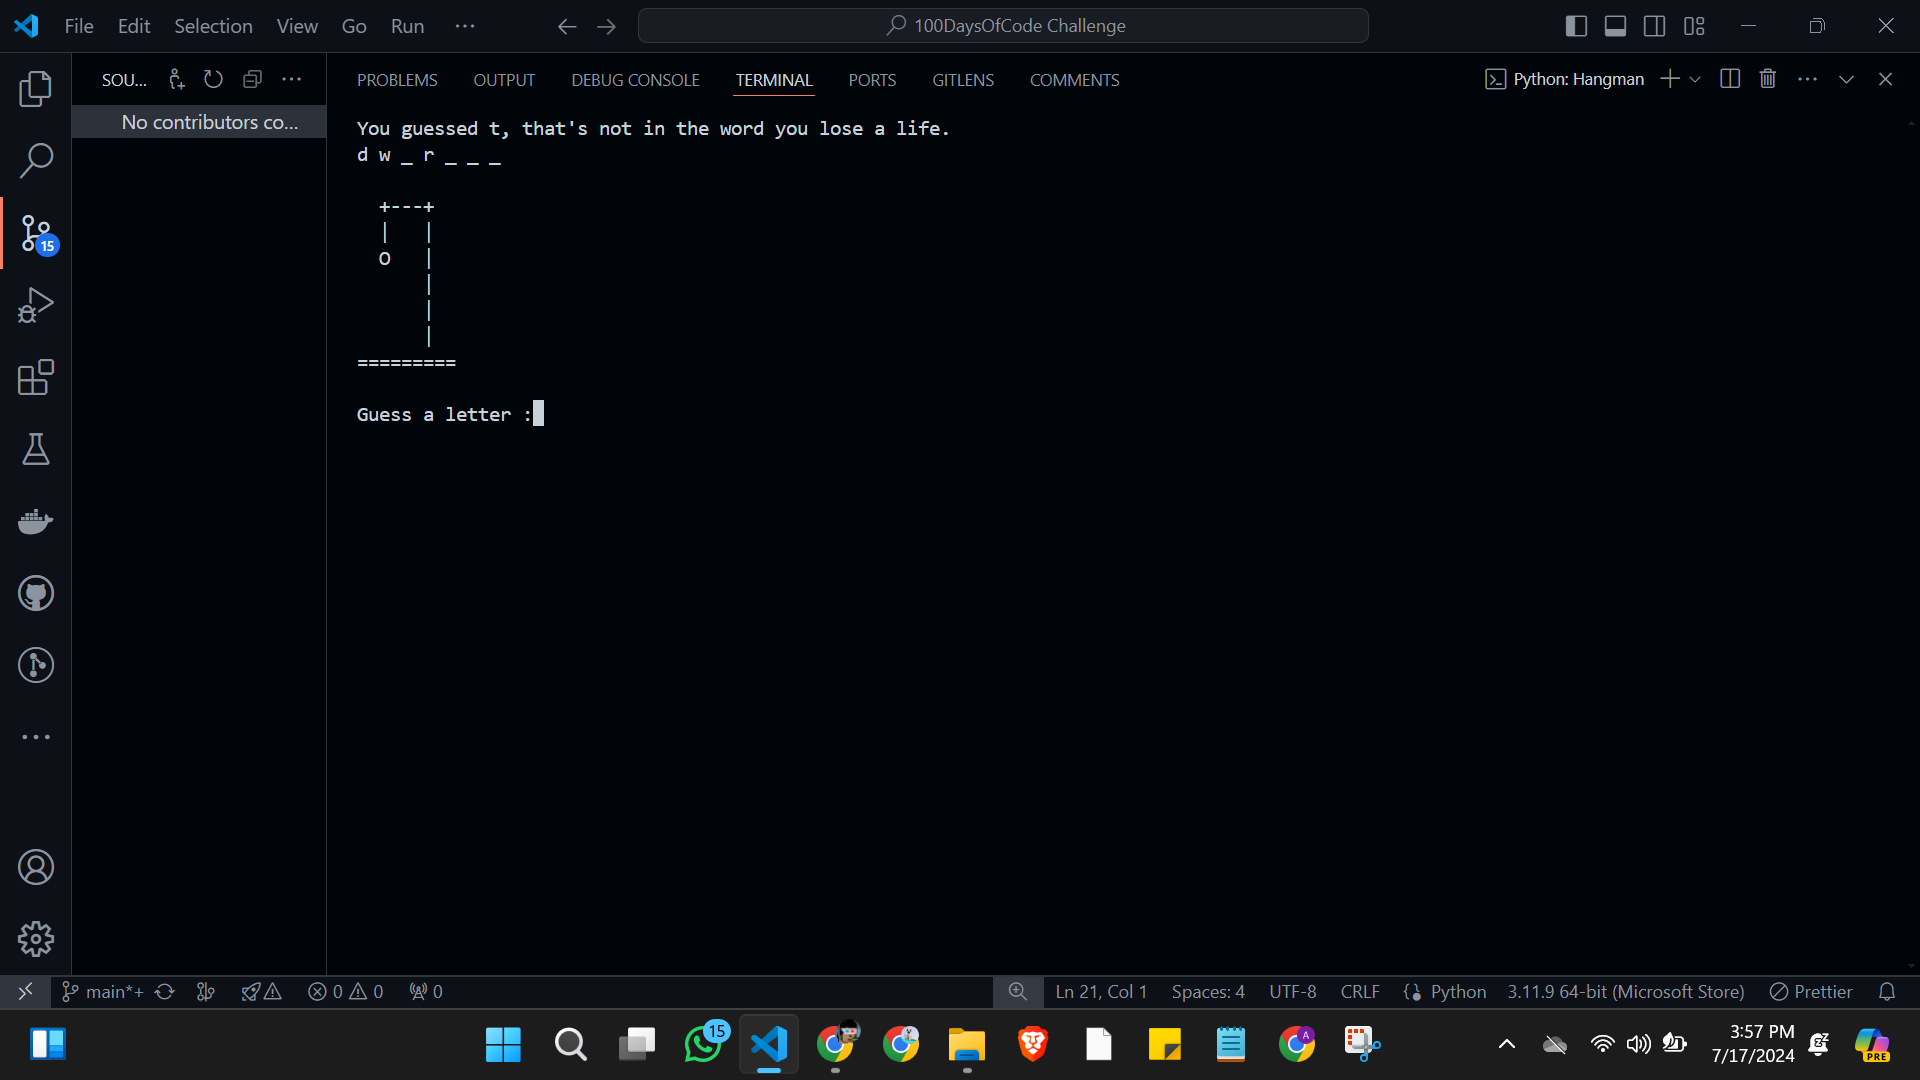 File Edit Selection View Go Run ··· 100DaysOfCode Challenge
SOU... ···
No contributors co...
PROBLEMS OUTPUT DEBUG CONSOLE TERMINAL PORTS GITLENS COMMENTS Python: Hangman ···
You guessed t, that's not in the word you lose a life.
d w _ r _ _ _
  +---+
  |   |
  O   |
      |
      |
      |
=========
Guess a letter :
15
main*+ 0 0 0 Ln 21, Col 1 Spaces: 4 UTF-8 CRLF Python 3.11.9 64-bit (Microsoft Store) Prettier
15 A 3:57 PM
7/17/2024
PRE